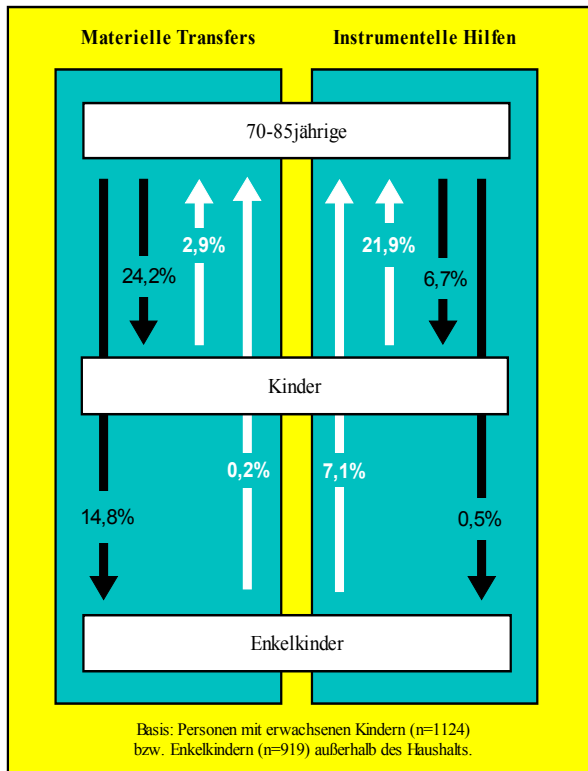 Materielle Transfers Instrumentelle Hilfen
70-85jährige
2,9% 21,9%
24,2% 6,7%
Kinder
0,2% 7,1%
14,8% 0,5%
Enkelkinder
Basis: Personen mit erwachsenen Kindern (n=1124)
bzw. Enkelkindern (n=919) außerhalb des Haushalts.